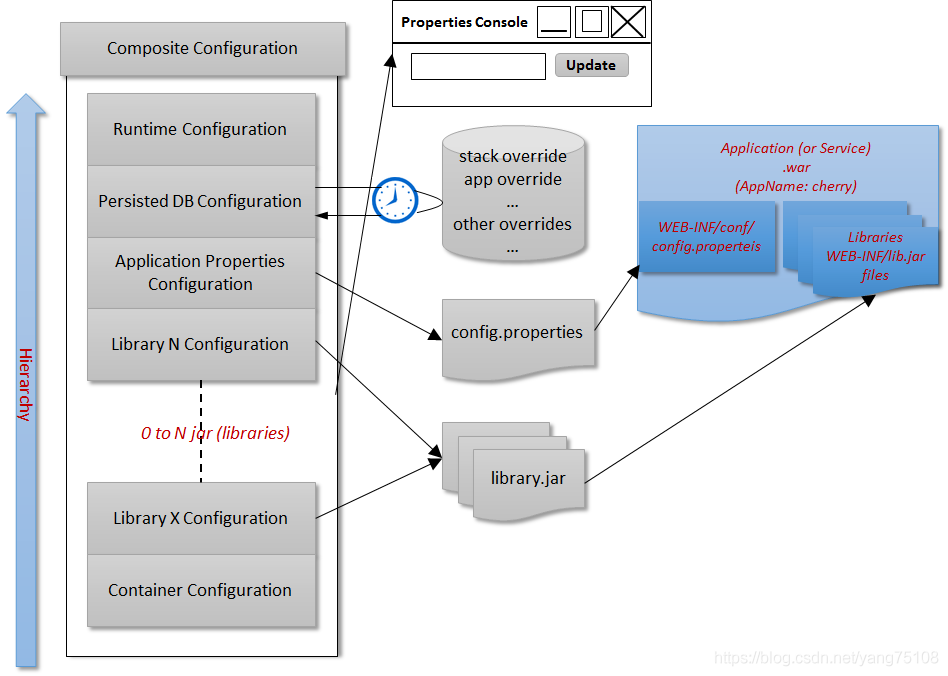 Properties Console
Update
Composite Configuration
Runtime Configuration
Persisted DB Configuration
Application Properties
Configuration
Library N Configuration
0 to N jar (libraries)
Library X Configuration
Container Configuration
Hierarchy
stack override
app override
...
other overrides
...
config.properties
library.jar
Application (or Service)
.war
(AppName: cherry)
WEB-INF/conf/
config.properteis
Libraries
WEB-INF/lib.jar
files
https://blog.csdn.net/yang75108